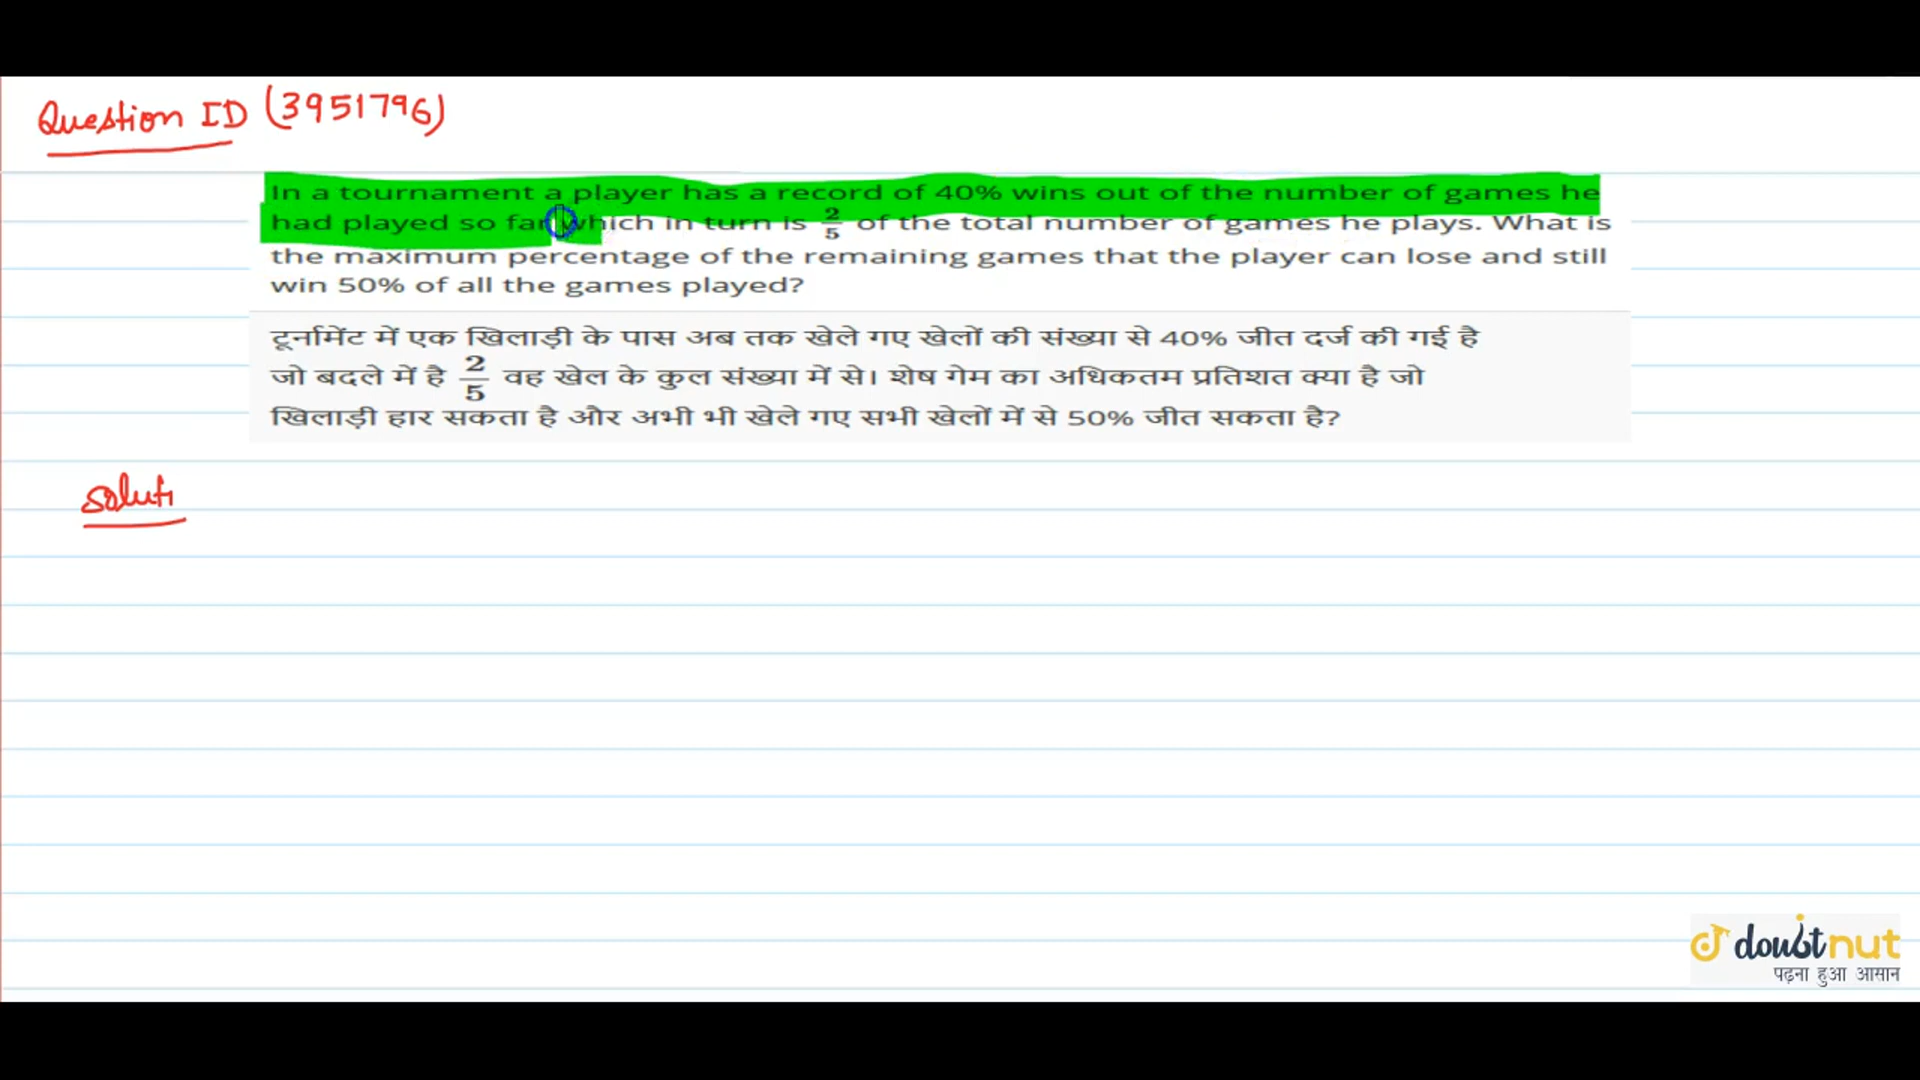 Question ID (3951796)
In a tournament a player has a record of 40% wins out of the number of games he
had played so far which in turn is 2/5 of the total number of games he plays. What is
the maximum percentage of the remaining games that the player can lose and still
win 50% of all the games played?
टूर्नामेंट में एक खिलाड़ी के पास अब तक खेले गए खेलों की संख्या से 40% जीत दर्ज की गई है
जो बदले में है 2/5 वह खेल के कुल संख्या में से। शेष गेम का अधिकतम प्रतिशत क्या है जो
खिलाड़ी हार सकता है और अभी भी खेले गए सभी खेलों में से 50% जीत सकता है?
soluti
doubtnut
पढ़ना हुआ आसान